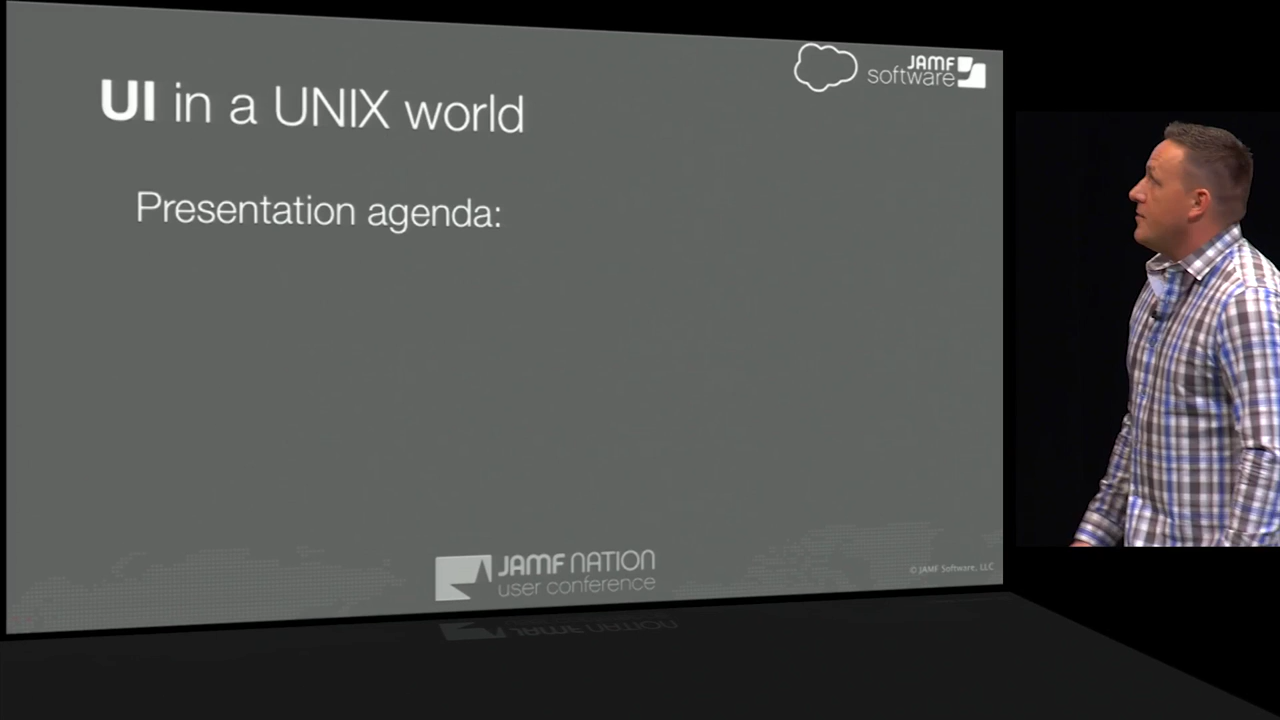 UI in a UNIX world
JAMF
software
Presentation agenda:
JAMF NATION
user conference
© JAMF Software, LLC